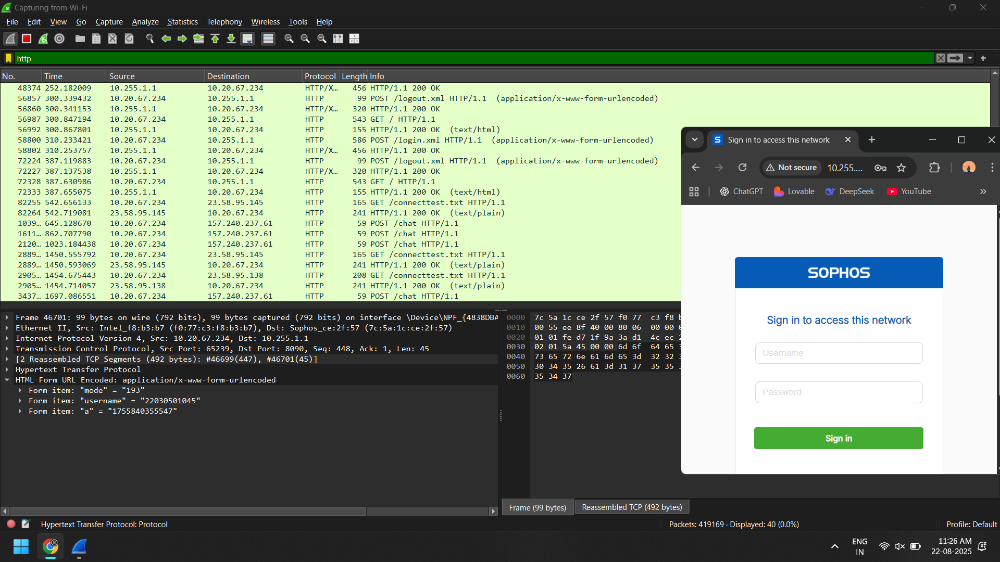 Capturing from Wi-Fi
File Edit View Go Capture Analyze Statistics Telephony Wireless Tools Help
http
No. Time Source Destination Protocol Length Info
48374 252.182009 10.255.1.1 10.20.67.234 HTTP/X… 456 HTTP/1.1 200 OK
56857 300.339432 10.20.67.234 10.255.1.1 HTTP 99 POST /logout.xml HTTP/1.1 (application/x-www-form-urlencoded)
56860 300.341153 10.255.1.1 10.20.67.234 HTTP/X… 320 HTTP/1.1 200 OK
56987 300.847194 10.20.67.234 10.255.1.1 HTTP 543 GET / HTTP/1.1
56992 300.867801 10.255.1.1 10.20.67.234 HTTP 155 HTTP/1.1 200 OK (text/html)
58800 310.233421 10.20.67.234 10.255.1.1 HTTP 586 POST /login.xml HTTP/1.1 (application/x-www-form-urlencoded)
58802 310.253757 10.255.1.1 10.20.67.234 HTTP/X… 456 HTTP/1.1 200 OK
72224 387.119883 10.20.67.234 10.255.1.1 HTTP 99 POST /logout.xml HTTP/1.1 (application/x-www-form-urlencoded)
72227 387.137538 10.255.1.1 10.20.67.234 HTTP/X… 320 HTTP/1.1 200 OK
72328 387.630986 10.20.67.234 10.255.1.1 HTTP 543 GET / HTTP/1.1
72333 387.655075 10.255.1.1 10.20.67.234 HTTP 155 HTTP/1.1 200 OK (text/html)
82255 542.656133 10.20.67.234 23.58.95.145 HTTP 165 GET /connecttest.txt HTTP/1.1
82264 542.719081 23.58.95.145 10.20.67.234 HTTP 241 HTTP/1.1 200 OK (text/plain)
1039… 645.128670 10.20.67.234 157.240.237.61 HTTP 59 POST /chat HTTP/1.1
1611… 862.707790 10.20.67.234 157.240.237.61 HTTP 59 POST /chat HTTP/1.1
2120… 1023.184438 10.20.67.234 157.240.237.61 HTTP 59 POST /chat HTTP/1.1
2889… 1450.555792 10.20.67.234 23.58.95.145 HTTP 165 GET /connecttest.txt HTTP/1.1
2889… 1450.593069 23.58.95.145 10.20.67.234 HTTP 241 HTTP/1.1 200 OK (text/plain)
2905… 1454.675443 10.20.67.234 23.58.95.138 HTTP 208 GET /connecttest.txt HTTP/1.1
2905… 1454.714057 23.58.95.138 10.20.67.234 HTTP 241 HTTP/1.1 200 OK (text/plain)
3437… 1697.086551 10.20.67.234 157.240.237.61 HTTP 59 POST /chat HTTP/1.1
Frame 46701: 99 bytes on wire (792 bits), 99 bytes captured (792 bits) on interface \Device\NPF_{4838DBA
Ethernet II, Src: Intel_f8:b3:b7 (f0:77:c3:f8:b3:b7), Dst: Sophos_ce:2f:57 (7c:5a:1c:ce:2f:57)
Internet Protocol Version 4, Src: 10.20.67.234, Dst: 10.255.1.1
Transmission Control Protocol, Src Port: 65239, Dst Port: 8090, Seq: 448, Ack: 1, Len: 45
[2 Reassembled TCP Segments (492 bytes): #46699(447), #46701(45)]
Hypertext Transfer Protocol
HTML Form URL Encoded: application/x-www-form-urlencoded
Form item: "mode" = "193"
Form item: "username" = "22030501045"
Form item: "a" = "1755840355547"
0000 7c 5a 1c ce 2f 57 f0 77 c3 f8
0010 00 55 ee 8f 40 00 80 06 00 00
0020 01 01 fe d7 1f 9a 3a d1 4c ec
0030 02 01 5a 45 00 00 6d 6f 64 65
0040 73 65 72 6e 61 6d 65 3d 32 32
0050 30 34 35 26 61 3d 31 37 35 35
0060 35 34 37
Frame (99 bytes) Reassembled TCP (492 bytes)
Sign in to access this network
Not secure 10.255....
ChatGPT Lovable DeepSeek YouTube
SOPHOS
Sign in to access this network
Username
Password
Sign in
Hypertext Transfer Protocol: Protocol
Packets: 419169 · Displayed: 40 (0.0%)
Profile: Default
ENG
IN
11:26 AM
22-08-2025